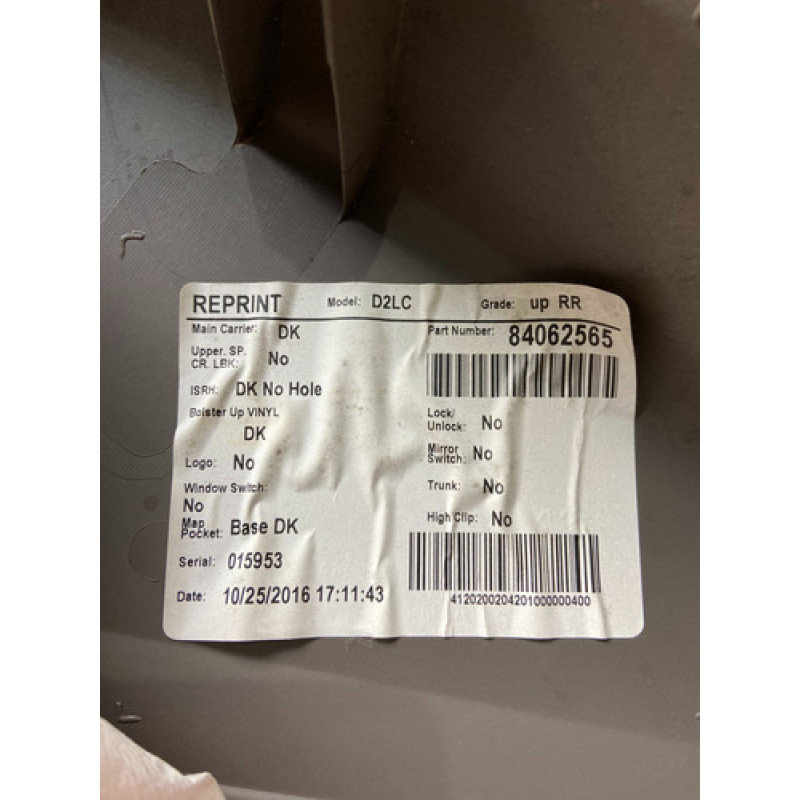 REPRINT Model: D2LC Grade: up RR
Main Carrier: DK Part Number: 84062565
Upper. SP.
CR. LBK: No
ISRH: DK No Hole
Bolster Up VINYL
DK
Lock/
Unlock: No
Logo: No
Mirror
Switch: No
Window Switch:
No
Trunk: No
Map
Pocket: Base DK
High Clip: No
Serial: 015953
Date: 10/25/2016 17:11:43
4120200204201000000400